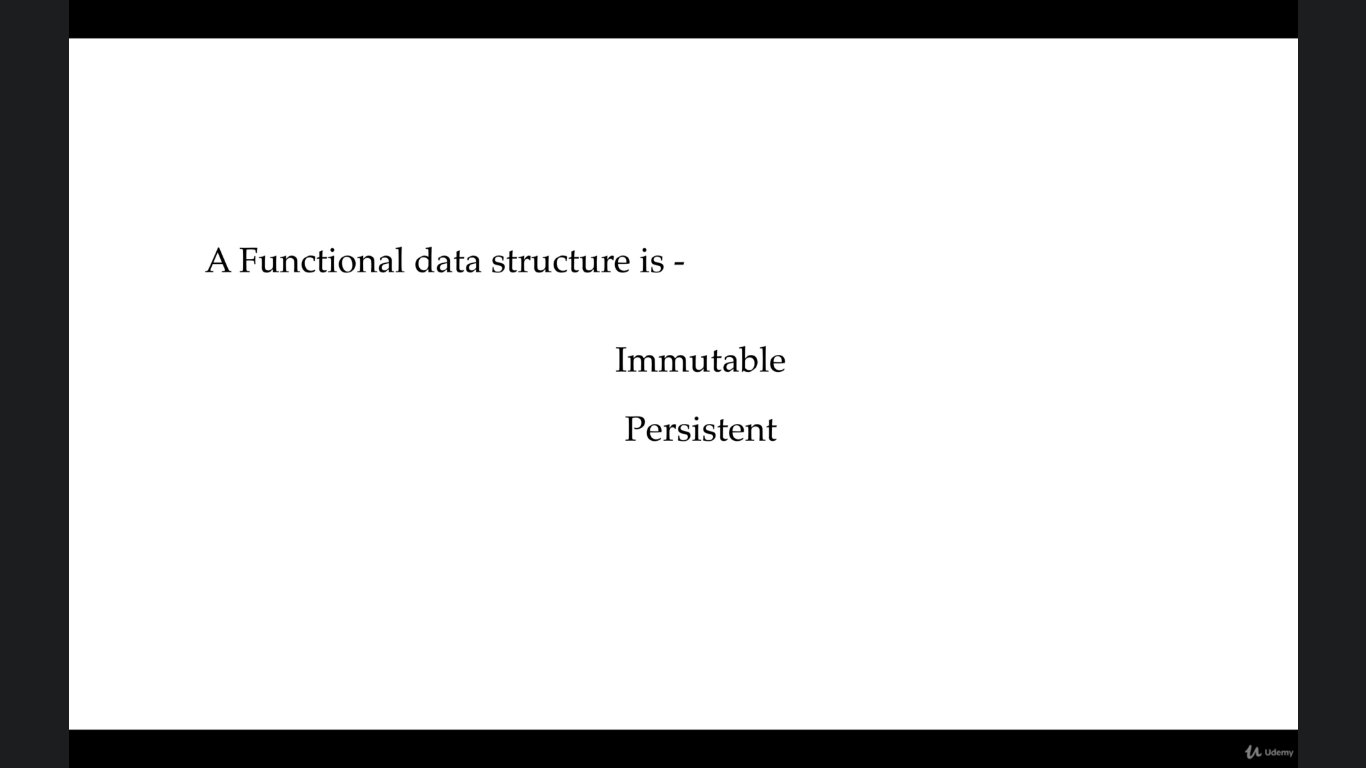 A Functional data structure is -
Immutable
Persistent
Udemy